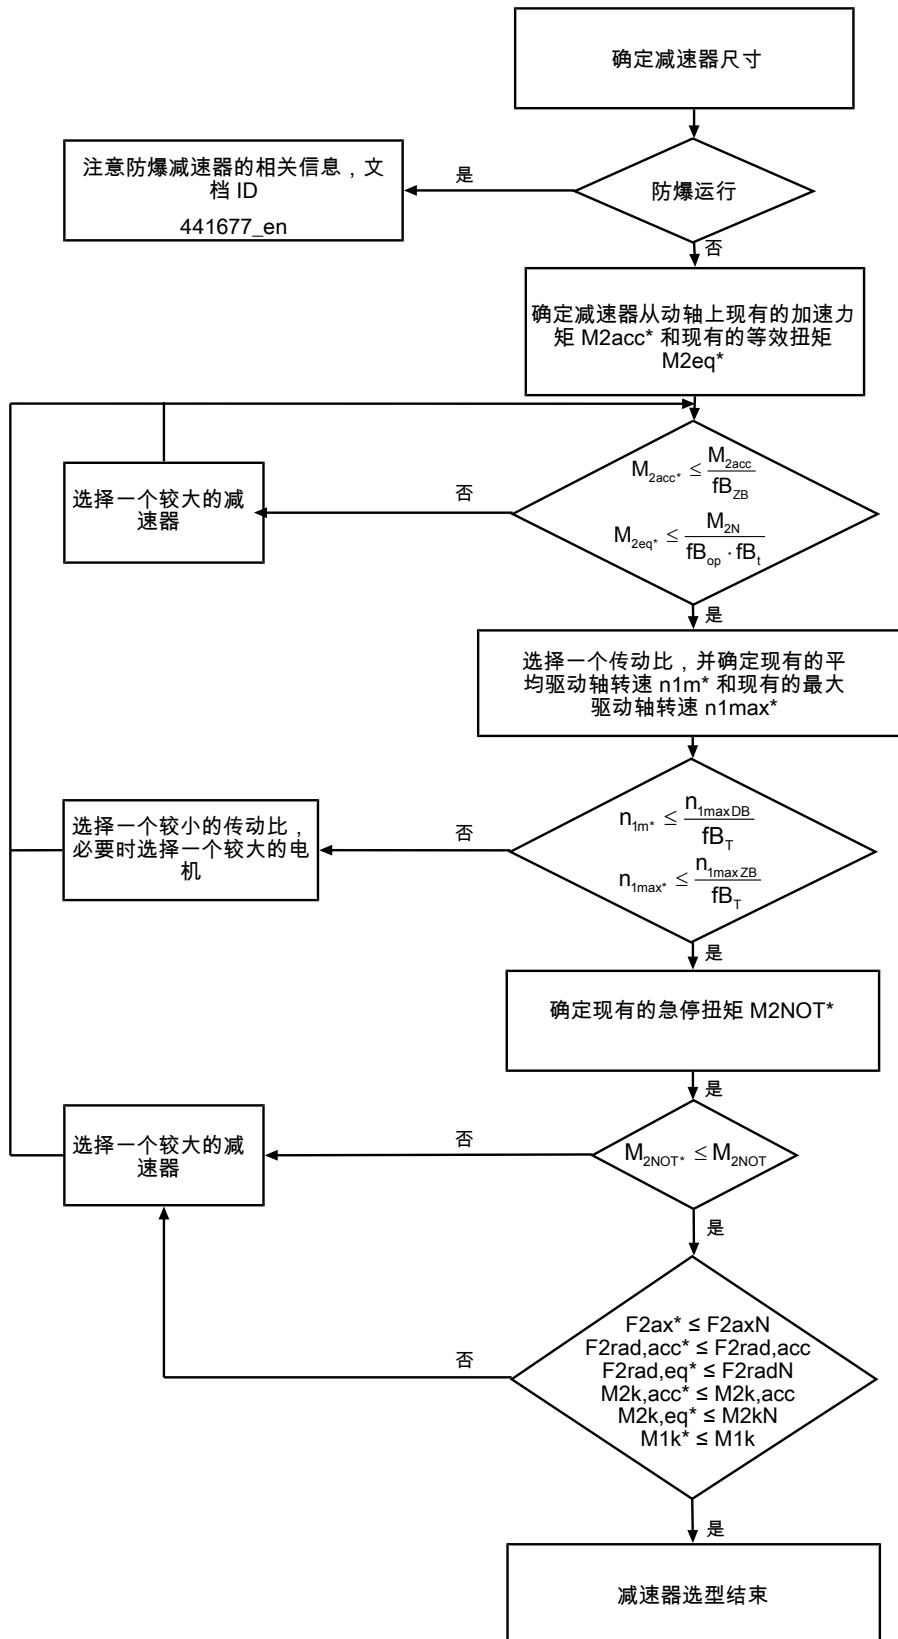 确定减速器尺寸
注意防爆减速器的相关信息，文
档 ID
441677_en
是
防爆运行
否
确定减速器从动轴上现有的加速力
矩 M2acc* 和现有的等效扭矩
M2eq*
选择一个较大的减
速器
否
M₂acc* ≤ M₂acc / fB_ZB
M₂eq* ≤ M₂N / fB_op · fB_t
是
选择一个传动比，并确定现有的平
均驱动轴转速 n1m* 和现有的最大
驱动轴转速 n1max*
选择一个较小的传动比，
必要时选择一个较大的电
机
否
n₁m* ≤ n₁maxDB / fB_T
n₁max* ≤ n₁maxZB / fB_T
是
确定现有的急停扭矩 M2NOT*
是
选择一个较大的减
速器
否
M₂NOT* ≤ M₂NOT
是
否
F2ax* ≤ F2axN
F2rad,acc* ≤ F2rad,acc
F2rad,eq* ≤ F2radN
M2k,acc* ≤ M2k,acc
M2k,eq* ≤ M2kN
M1k* ≤ M1k
是
减速器选型结束